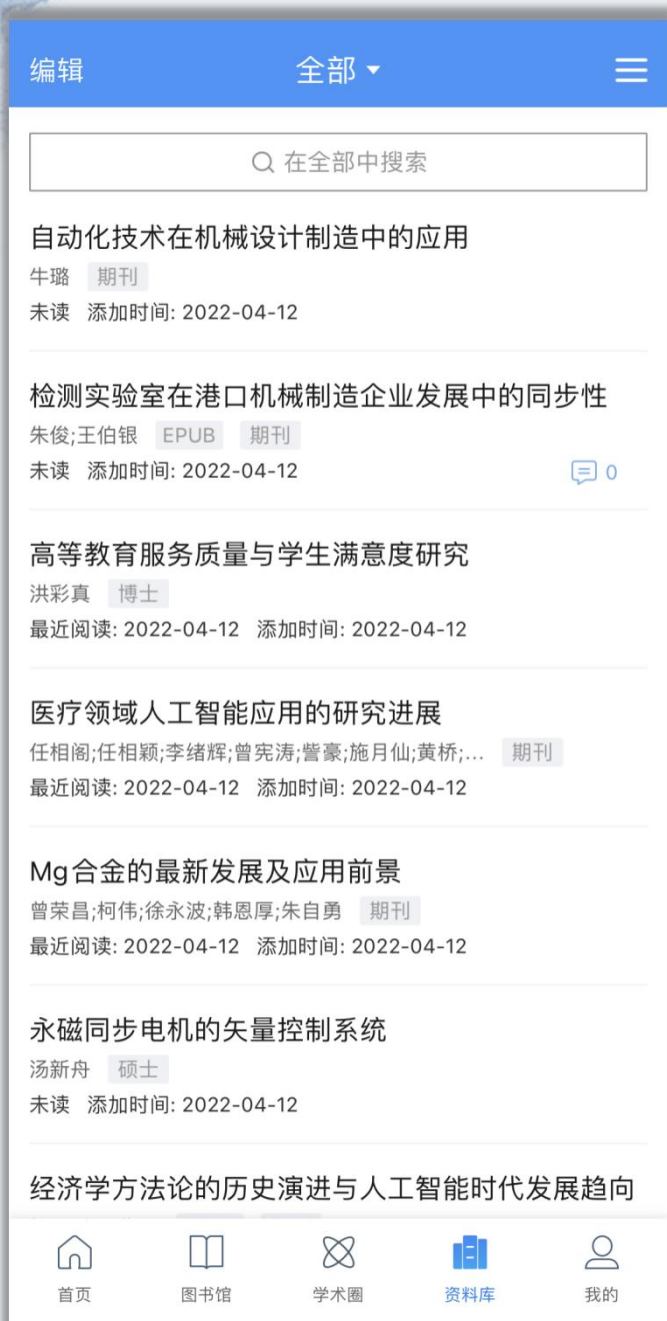 编辑 全部
在全部中搜索
自动化技术在机械设计制造中的应用
牛璐 期刊
未读 添加时间: 2022-04-12
检测实验室在港口机械制造企业发展中的同步性
朱俊;王伯银 EPUB 期刊
未读 添加时间: 2022-04-12 0
高等教育服务质量与学生满意度研究
洪彩真 博士
最近阅读: 2022-04-12 添加时间: 2022-04-12
医疗领域人工智能应用的研究进展
任相阁;任相颖;李绪辉;曾宪涛;訾豪;施月仙;黄桥;... 期刊
最近阅读: 2022-04-12 添加时间: 2022-04-12
Mg合金的最新发展及应用前景
曾荣昌;柯伟;徐永波;韩恩厚;朱自勇 期刊
最近阅读: 2022-04-12 添加时间: 2022-04-12
永磁同步电机的矢量控制系统
汤新舟 硕士
未读 添加时间: 2022-04-12
经济学方法论的历史演进与人工智能时代发展趋向
首页 图书馆 学术圈 资料库 我的